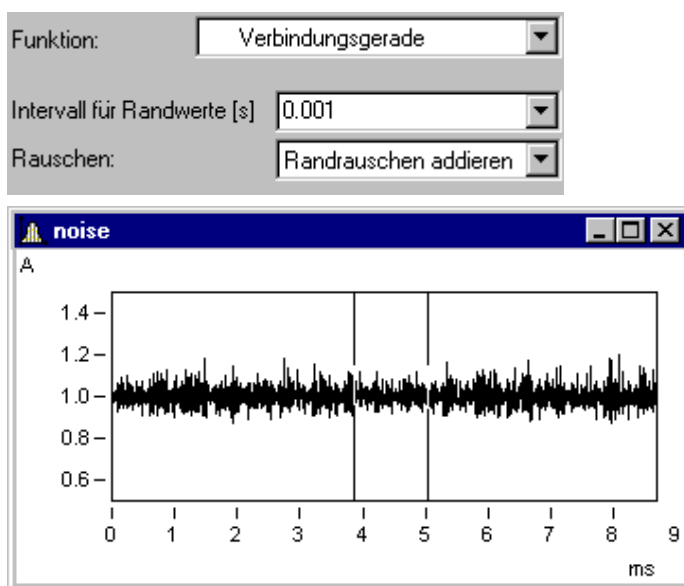 Funktion: Verbindungsgerade
Intervall für Randwerte [s] 0.001
Rauschen: Randrauschen addieren
noise
A
1.4
1.2
1.0
0.8
0.6
0 1 2 3 4 5 6 7 8 9
ms